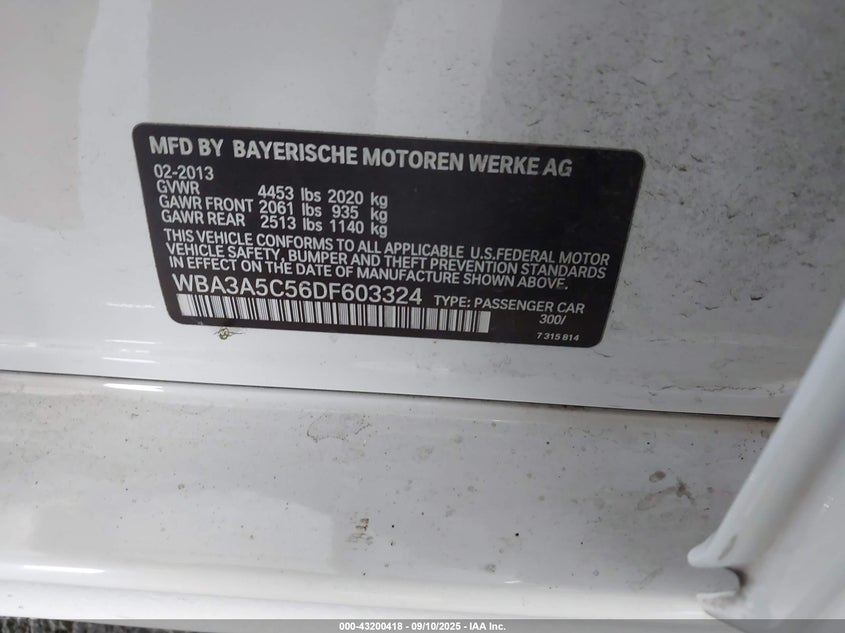 MFD BY BAYERISCHE MOTOREN WERKE AG
02-2013
GVWR 4453 lbs 2020 kg
GAWR FRONT 2061 lbs 935 kg
GAWR REAR 2513 lbs 1140 kg
THIS VEHICLE CONFORMS TO ALL APPLICABLE U.S.FEDERAL MOTOR
VEHICLE SAFETY, BUMPER AND THEFT PREVENTION STANDARDS
IN EFFECT ON THE DATE OF MANUFACTURE SHOWN ABOVE.
WBA3A5C56DF603324 TYPE: PASSENGER CAR
300/
7 315 814
000-43200418 - 09/10/2025 - IAA Inc.